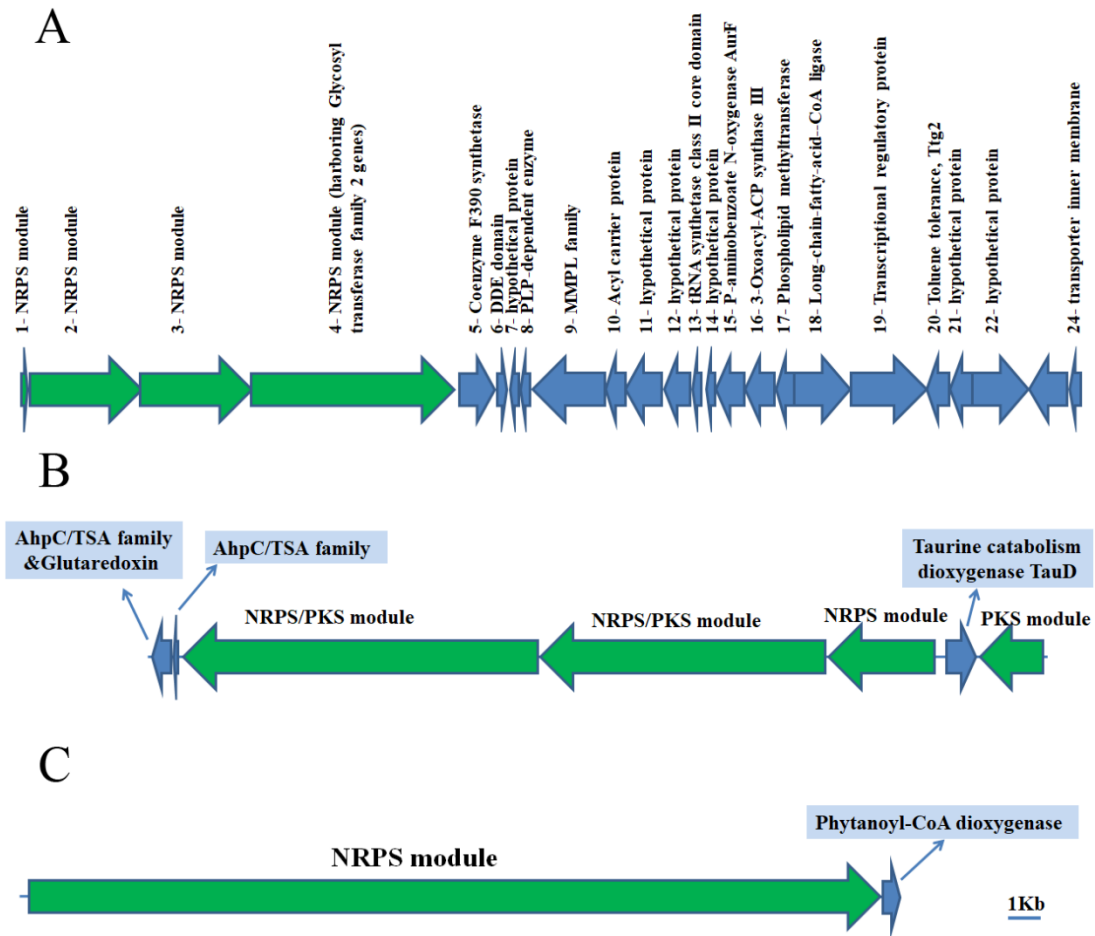 A
1- NRPS module
2- NRPS module
3- NRPS module
4- NRPS module (harboring Glycosyl
transferase family 2 genes)
5- Coenzyme F390 synthetase
6- DDE domain
7- hypothetical protein
8- PLP-dependent enzyme
9- MMPL family
10- Acyl carrier protein
11- hypothetical protein
12- hypothetical protein
13- tRNA synthetase class II core domain
14- hypothetical protein
15- P-aminobenzoate N-oxygenase AurF
16- 3-Oxoacyl-ACP synthase III
17- Phospholipid methyltransferase
18- Long-chain-fatty-acid--CoA ligase
19- Transcriptional regulatory protein
20- Toluene tolerance, Ttg2
21- hypothetical protein
22- hypothetical protein
24- transporter inner membrane
B
AhpC/TSA family
&Glutaredoxin
AhpC/TSA family
Taurine catabolism
dioxygenase TauD
NRPS/PKS module
NRPS/PKS module
NRPS module
PKS module
C
Phytanoyl-CoA dioxygenase
NRPS module
1Kb